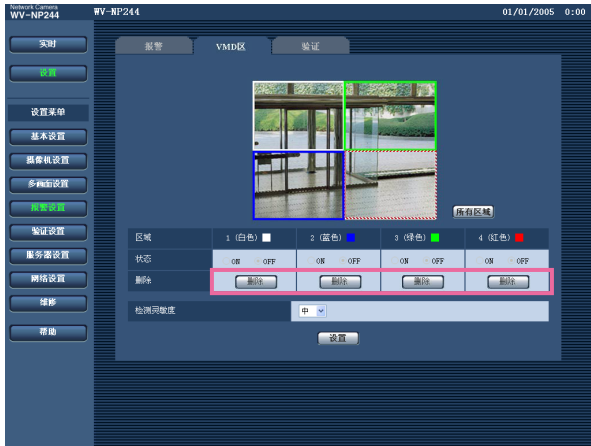 Network Camera
WV-NP244
WV-NP244 01/01/2005 0:00
实时
设置
设置菜单
基本设置
摄像机设置
多画面设置
报警设置
验证设置
服务器设置
网络设置
维修
帮助
报警 VMD区 验证
所有区域
区域 1 (白色) 2 (蓝色) 3 (绿色) 4 (红色)
状态 ON OFF ON OFF ON OFF ON OFF
删除 删除 删除 删除 删除
检测灵敏度 中
设置